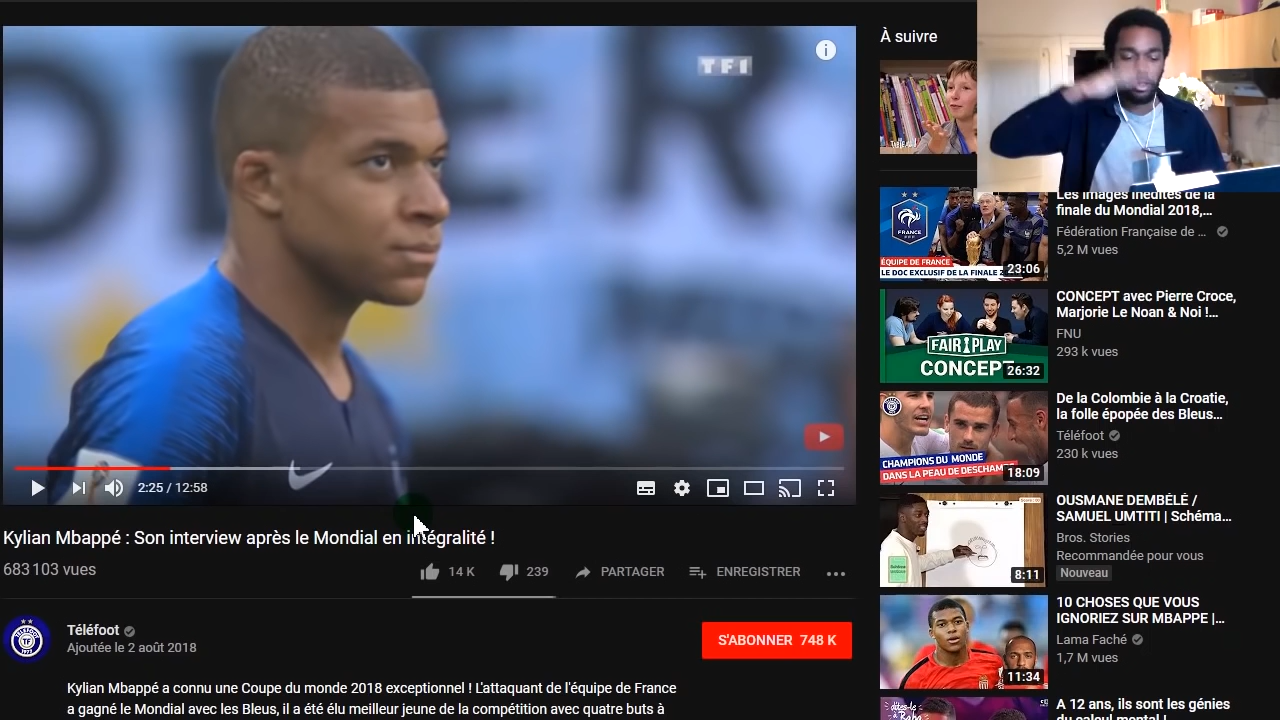 TF1
2:25 / 12:58
Kylian Mbappé : Son interview après le Mondial en intégralité !
683 103 vues
14 K
239
PARTAGER
ENREGISTRER
Téléfoot
Ajoutée le 2 août 2018
S'ABONNER 748 K
Kylian Mbappé a connu une Coupe du monde 2018 exceptionnel ! L'attaquant de l'équipe de France
a gagné le Mondial avec les Bleus, il a été élu meilleur jeune de la compétition avec quatre buts à
À suivre
FRANCE
ÉQUIPE DE FRANCE
LE DOC EXCLUSIF DE LA FINALE
23:06
Les images inédites de la
finale du Mondial 2018,...
Fédération Française de ...
5,2 M vues
FAIR PLAY
CONCEPT
26:32
CONCEPT avec Pierre Croce,
Marjorie Le Noan & Noi !...
FNU
293 k vues
CHAMPIONS DU MONDE
DANS LA PEAU DE DESCHAM
18:09
De la Colombie à la Croatie,
la folle épopée des Bleus...
Téléfoot
230 k vues
8:11
OUSMANE DEMBÉLÉ /
SAMUEL UMTITI | Schéma...
Bros. Stories
Recommandée pour vous
Nouveau
11:34
10 CHOSES QUE VOUS
IGNORIEZ SUR MBAPPE |...
Lama Faché
1,7 M vues
A 12 ans, ils sont les génies
du calcul mental !